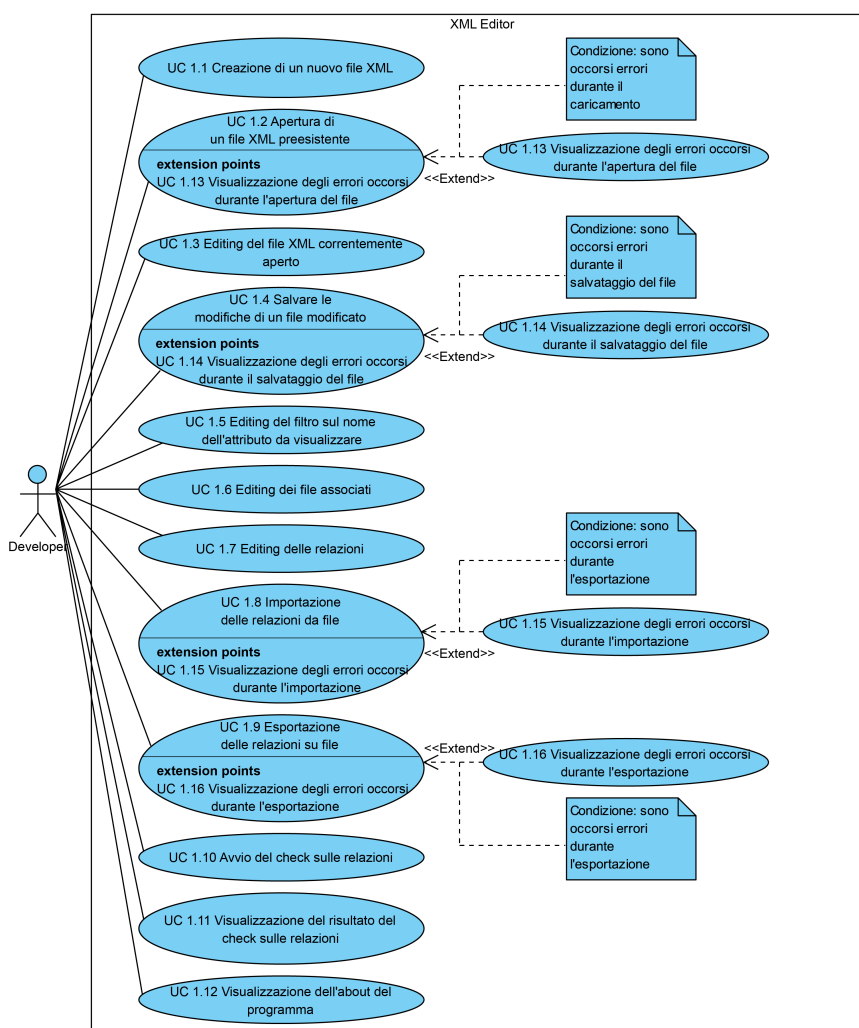 XML Editor
UC 1.1 Creazione di un nuovo file XML
Condizione: sono
occorsi errori
durante il
caricamento
UC 1.2 Apertura di
un file XML preesistente
extension points
UC 1.13 Visualizzazione degli errori occorsi
durante l'apertura del file
UC 1.13 Visualizzazione degli errori occorsi
durante l'apertura del file
<<Extend>>
UC 1.3 Editing del file XML correntemente
aperto
Condizione: sono
occorsi errori
durante il
salvataggio del file
UC 1.4 Salvare le
modifiche di un file modificato
extension points
UC 1.14 Visualizzazione degli errori occorsi
durante il salvataggio del file
UC 1.14 Visualizzazione degli errori occorsi
durante il salvataggio del file
<<Extend>>
UC 1.5 Editing del filtro sul nome
dell'attributo da visualizzare
UC 1.6 Editing dei file associati
Developer
UC 1.7 Editing delle relazioni
Condizione: sono
occorsi errori
durante
l'esportazione
UC 1.8 Importazione
delle relazioni da file
extension points
UC 1.15 Visualizzazione degli errori occorsi
durante l'importazione
UC 1.15 Visualizzazione degli errori occorsi
durante l'importazione
<<Extend>>
UC 1.9 Esportazione
delle relazioni su file
extension points
UC 1.16 Visualizzazione degli errori occorsi
durante l'esportazione
<<Extend>>
UC 1.16 Visualizzazione degli errori occorsi
durante l'esportazione
Condizione: sono
occorsi errori
durante
l'esportazione
UC 1.10 Avvio del check sulle relazioni
UC 1.11 Visualizzazione del risultato del
check sulle relazioni
UC 1.12 Visualizzazione dell'about del
programma